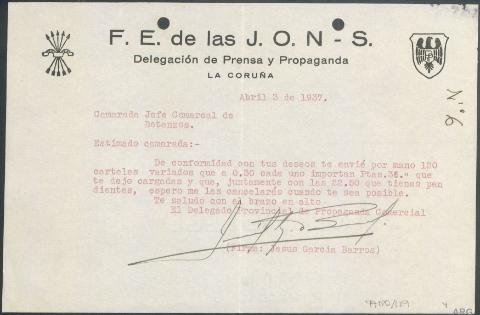 F. E. de las J. O. N - S.
Delegación de Prensa y Propaganda
LA CORUÑA
Abril 3 de 1937.
Camarada Jefe Comarcal de
Betanzos.
Estimado camarada:-
De conformidad con tus deseos te envié por mano 120
carteles variados que a 0.30 cada uno importan Ptas.36." que
te dejo cargadas y que, juntamente con las 22.50 que tienes pen
dientes, espero me las cancelarás cuando te sea posible.
Te saludo con el brazo en alto
El Delegado Provincial de Propaganda Comercial
(Firma: Jesus García Barros)
ARG